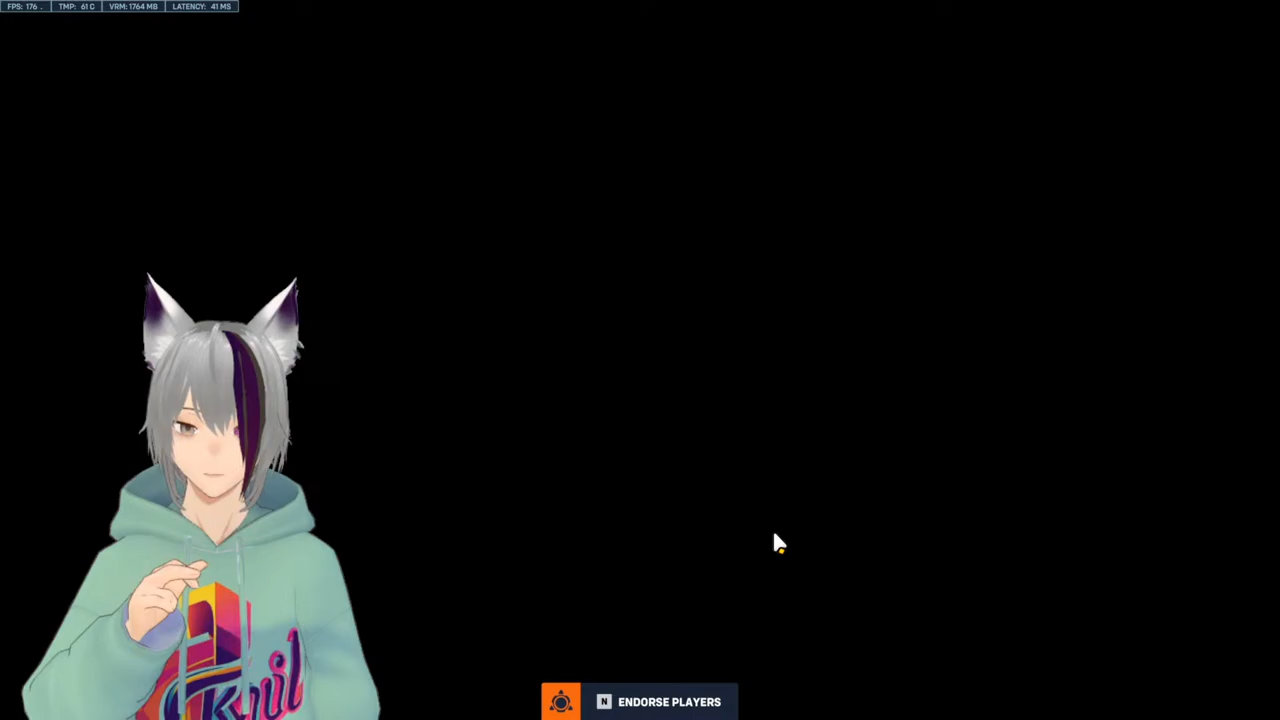 FPS: 176 . TMP: 61 C VRM: 1764 MB LATENCY: 41 MS
N ENDORSE PLAYERS